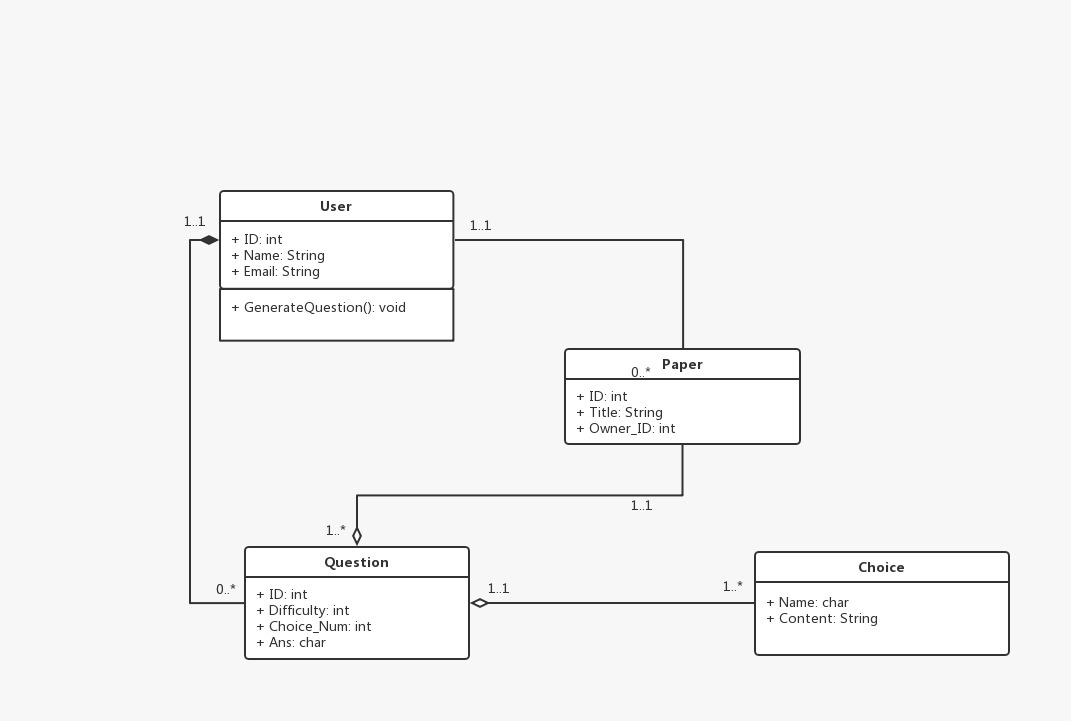 User
1..1
1..1
+ ID: int
+ Name: String
+ Email: String
+ GenerateQuestion(): void
Paper
0..*
+ ID: int
+ Title: String
+ Owner_ID: int
1..1
1..*
Question
0..*
+ ID: int
+ Difficulty: int
+ Choice_Num: int
+ Ans: char
1..1
1..*
Choice
+ Name: char
+ Content: String